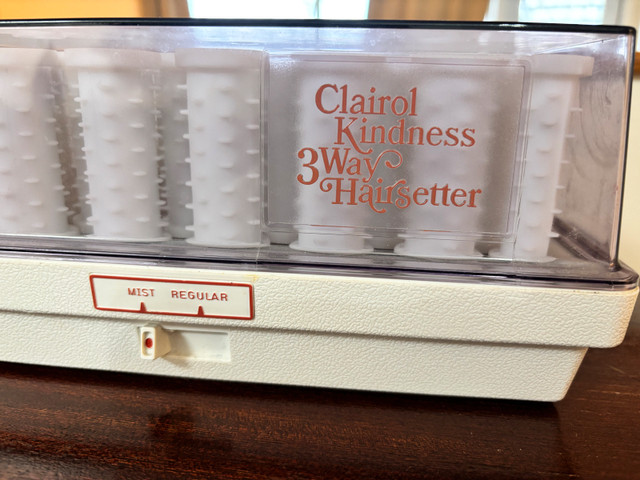 Clairol
Kindness
3Way
Hairsetter
MIST REGULAR